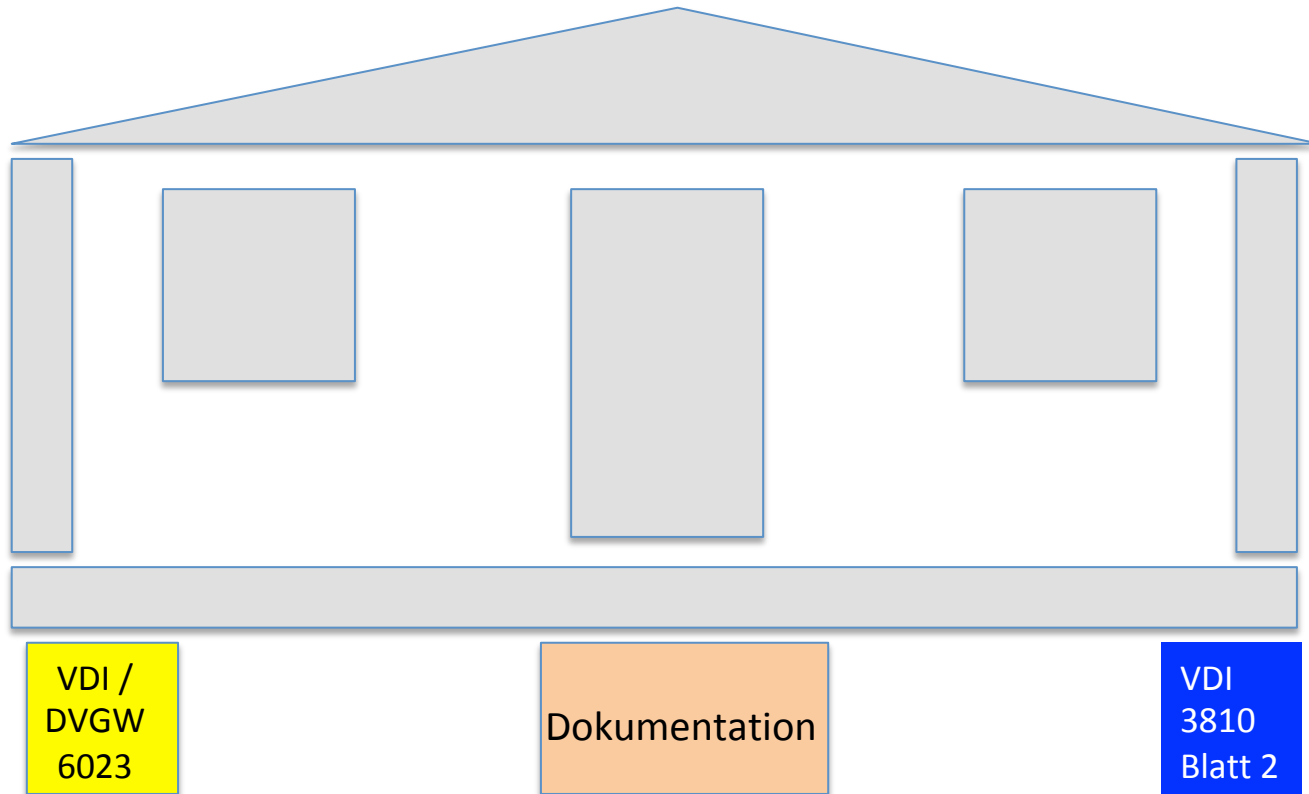 VDI /
DVGW
6023
Dokumentation
VDI
3810
Blatt 2